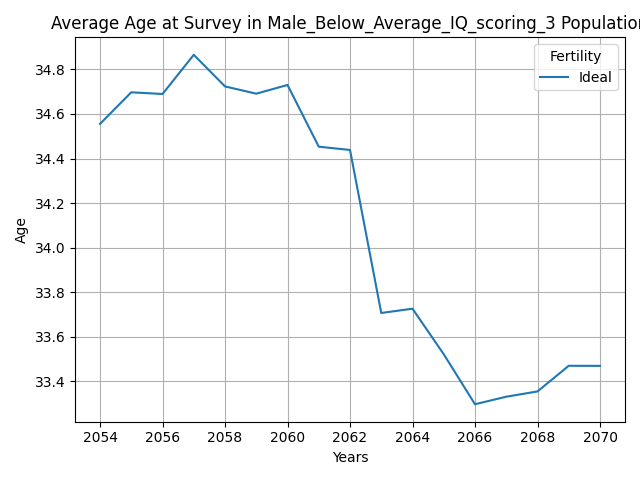 Average Age at Survey in Male_Below_Average_IQ_scoring_3 Population
Fertility
Ideal
34.8
34.6
34.4
34.2
34.0
33.8
33.6
33.4
Age
2054 2056 2058 2060 2062 2064 2066 2068 2070
Years